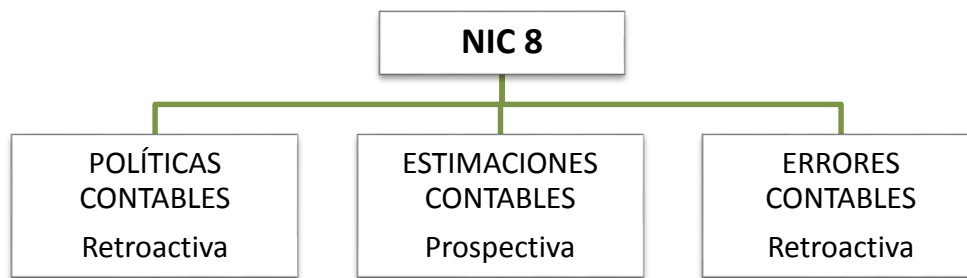 NIC 8
POLÍTICAS
CONTABLES
Retroactiva
ESTIMACIONES
CONTABLES
Prospectiva
ERRORES
CONTABLES
Retroactiva